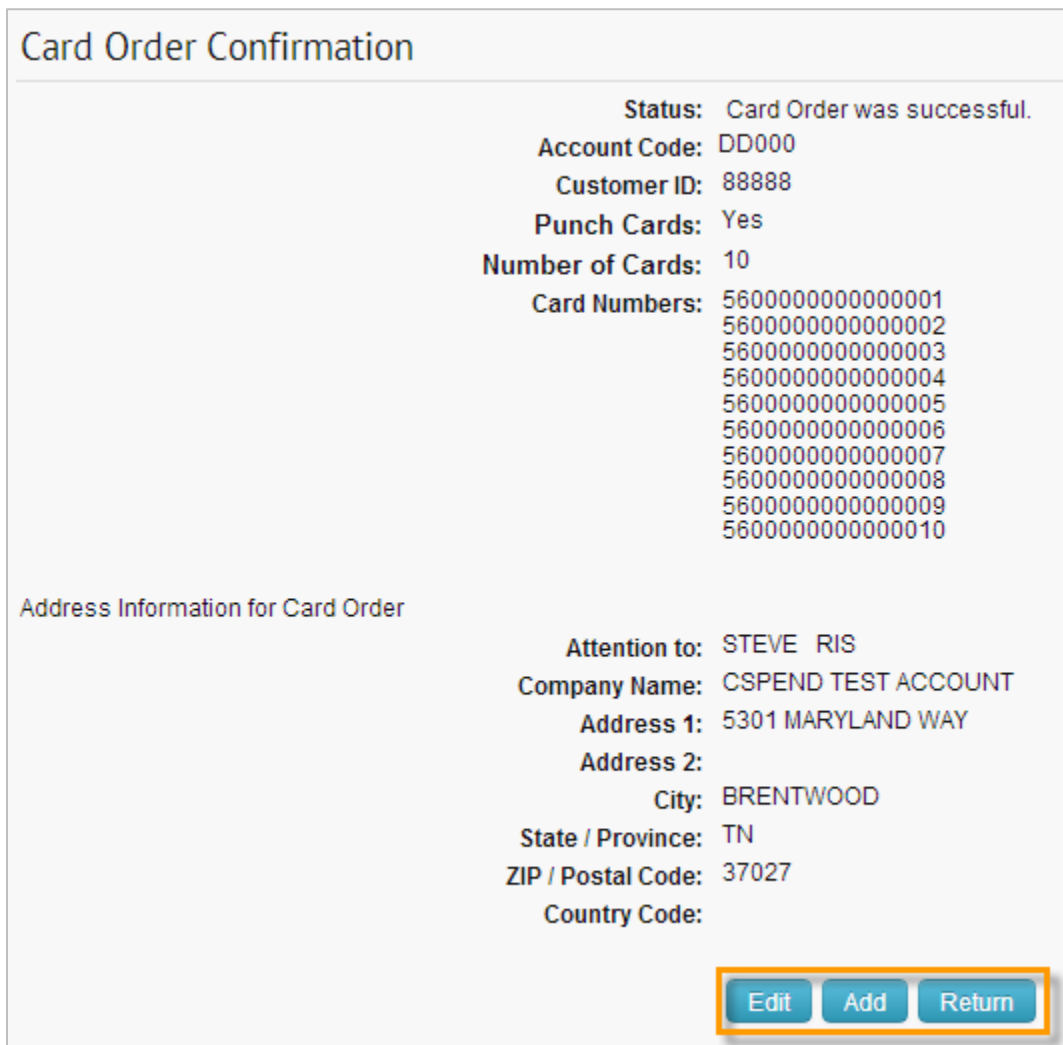 Card Order Confirmation
Status: Card Order was successful.
Account Code: DD000
Customer ID: 88888
Punch Cards: Yes
Number of Cards: 10
Card Numbers: 5600000000000001
5600000000000002
5600000000000003
5600000000000004
5600000000000005
5600000000000006
5600000000000007
5600000000000008
5600000000000009
5600000000000010
Address Information for Card Order
Attention to: STEVE RIS
Company Name: CSPEND TEST ACCOUNT
Address 1: 5301 MARYLAND WAY
Address 2:
City: BRENTWOOD
State / Province: TN
ZIP / Postal Code: 37027
Country Code:
Edit Add Return